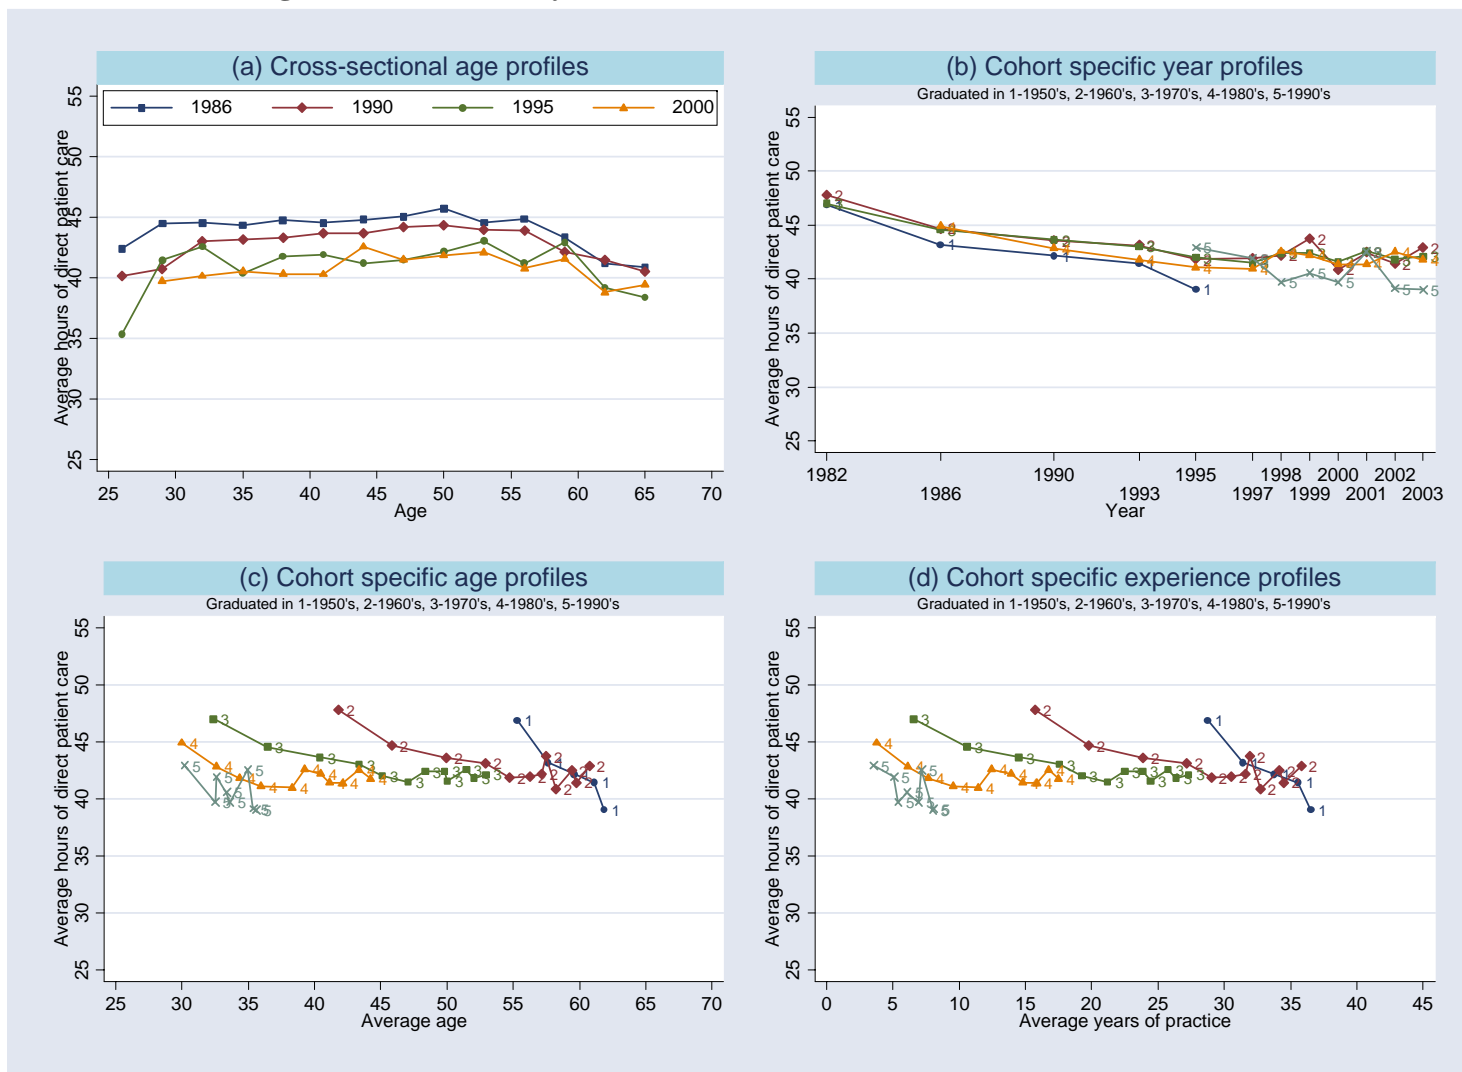 (a) Cross-sectional age profiles
1986 1990 1995 2000
Average hours of direct patient care
25 30 35 40 45 50 55
25 30 35 40 45 50 55 60 65 70
Age
(b) Cohort specific year profiles
Graduated in 1-1950's, 2-1960's, 3-1970's, 4-1980's, 5-1990's
Average hours of direct patient care
25 30 35 40 45 50 55
1982 1990 1995 1998 2000 2002
1986 1993 1997 1999 2001 2003
Year
(c) Cohort specific age profiles
Graduated in 1-1950's, 2-1960's, 3-1970's, 4-1980's, 5-1990's
Average hours of direct patient care
25 30 35 40 45 50 55
25 30 35 40 45 50 55 60 65 70
Average age
(d) Cohort specific experience profiles
Graduated in 1-1950's, 2-1960's, 3-1970's, 4-1980's, 5-1990's
Average hours of direct patient care
25 30 35 40 45 50 55
0 5 10 15 20 25 30 35 40 45
Average years of practice